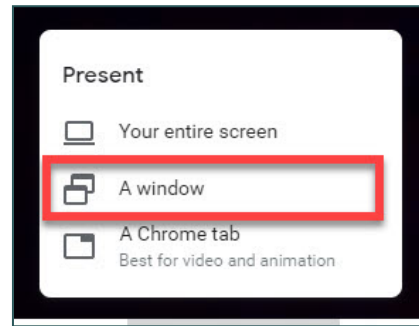 Present
Your entire screen
A window
A Chrome tab
Best for video and animation